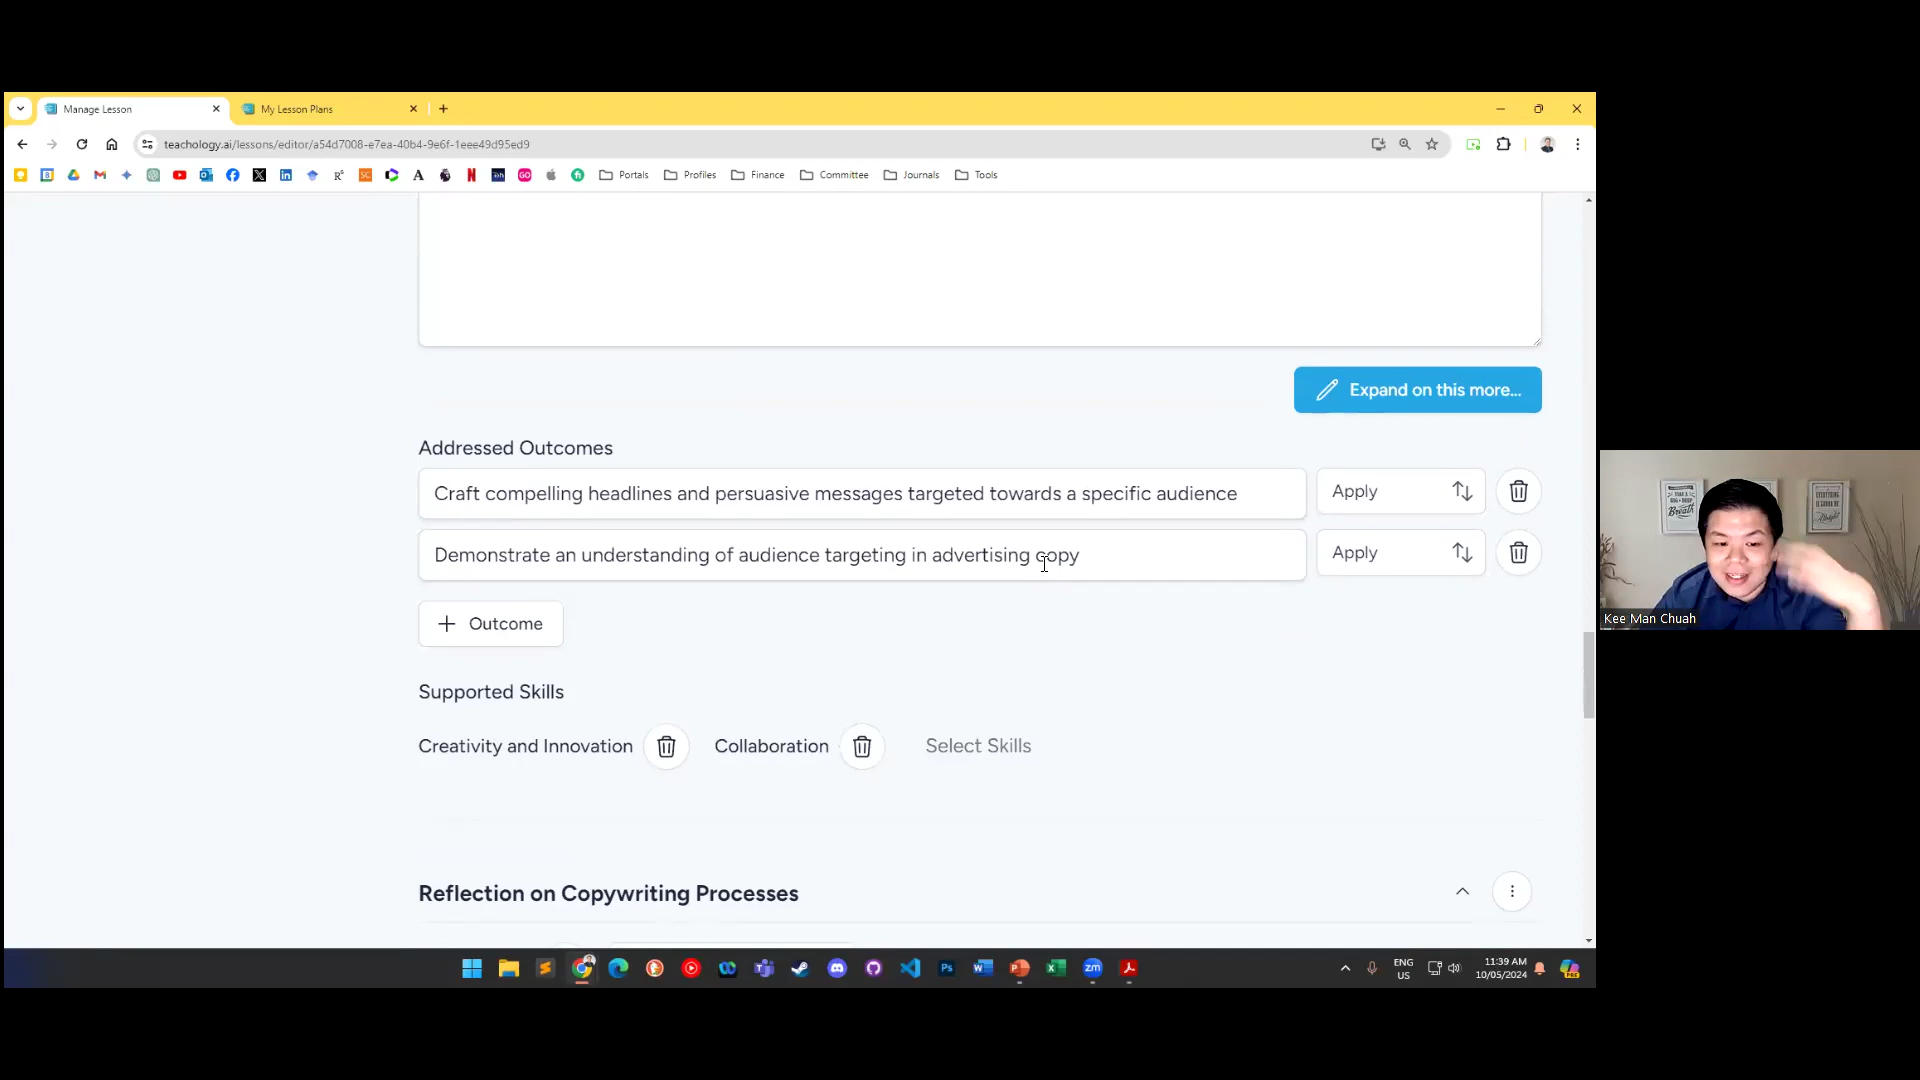 Manage Lesson
My Lesson Plans
teachology.ai/lessons/editor/a54d7008-e7ea-40b4-9e6f-1eee49d95ed9
Portals
Profiles
Finance
Committee
Journals
Tools
Expand on this more...
Addressed Outcomes
Craft compelling headlines and persuasive messages targeted towards a specific audience
Apply
Demonstrate an understanding of audience targeting in advertising copy
Apply
Outcome
Supported Skills
Creativity and Innovation
Collaboration
Select Skills
Reflection on Copywriting Processes
Breath
Kee Man Chuah
ENG
US
11:39 AM
10/05/2024